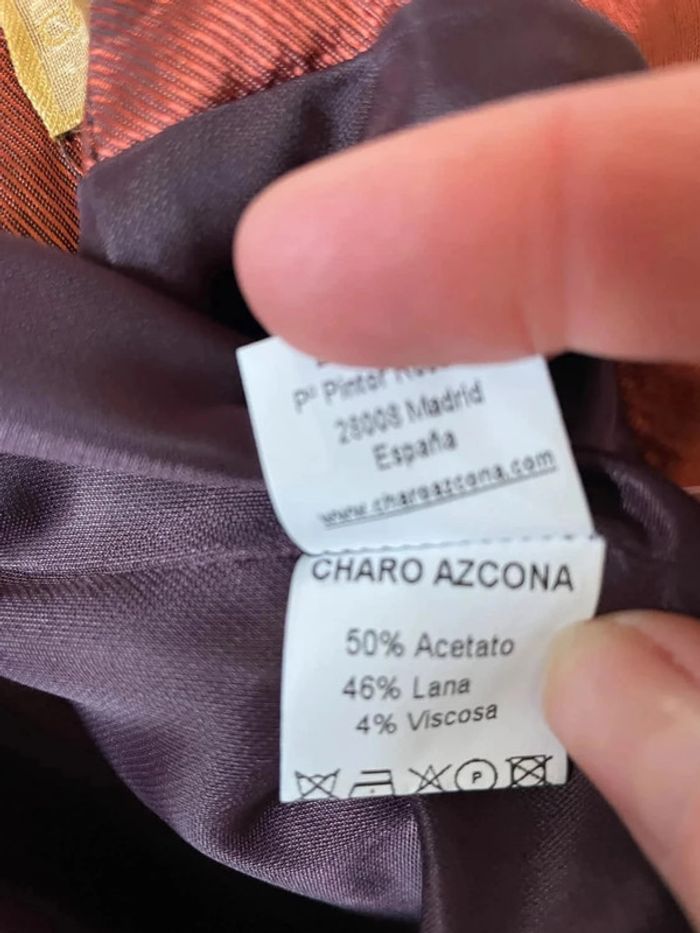 Pº Pintor
28008 Madrid
España
www.charoazcona.com
CHARO AZCONA
50% Acetato
46% Lana
4% Viscosa
P